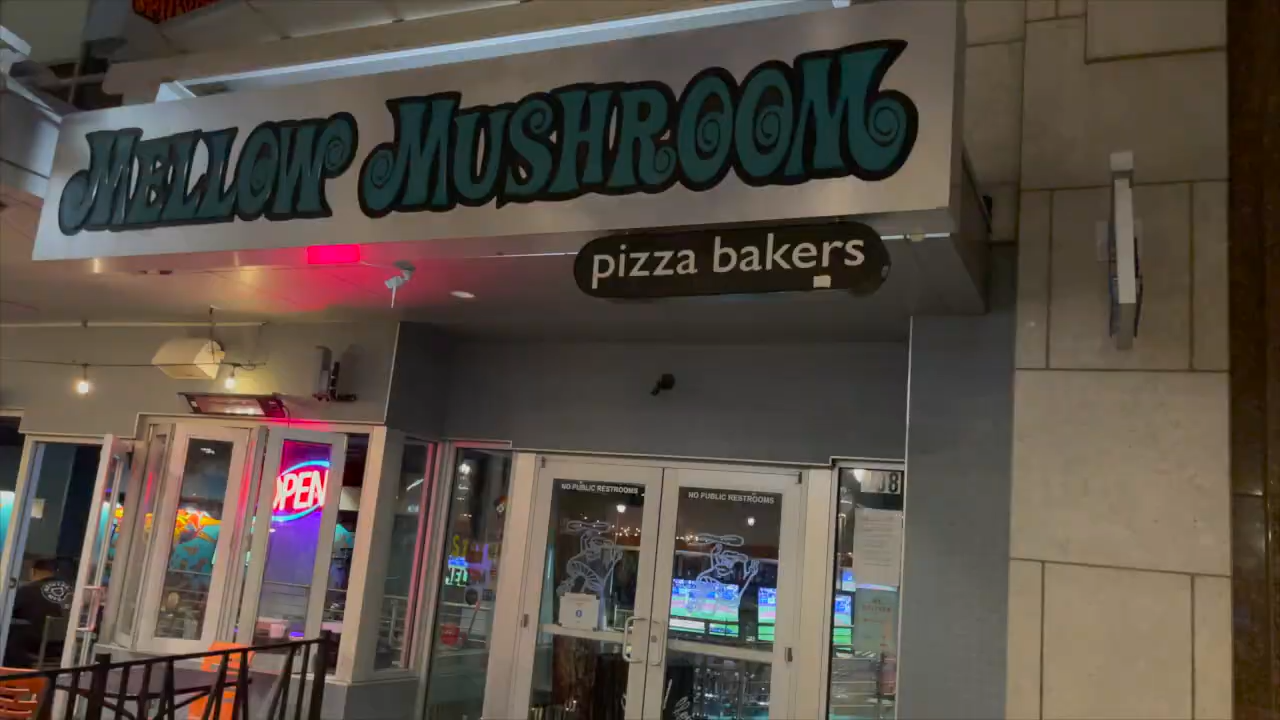 MELLOW MUSHROOM
pizza bakers
OPEN
NO PUBLIC RESTROOMS
NO PUBLIC RESTROOMS